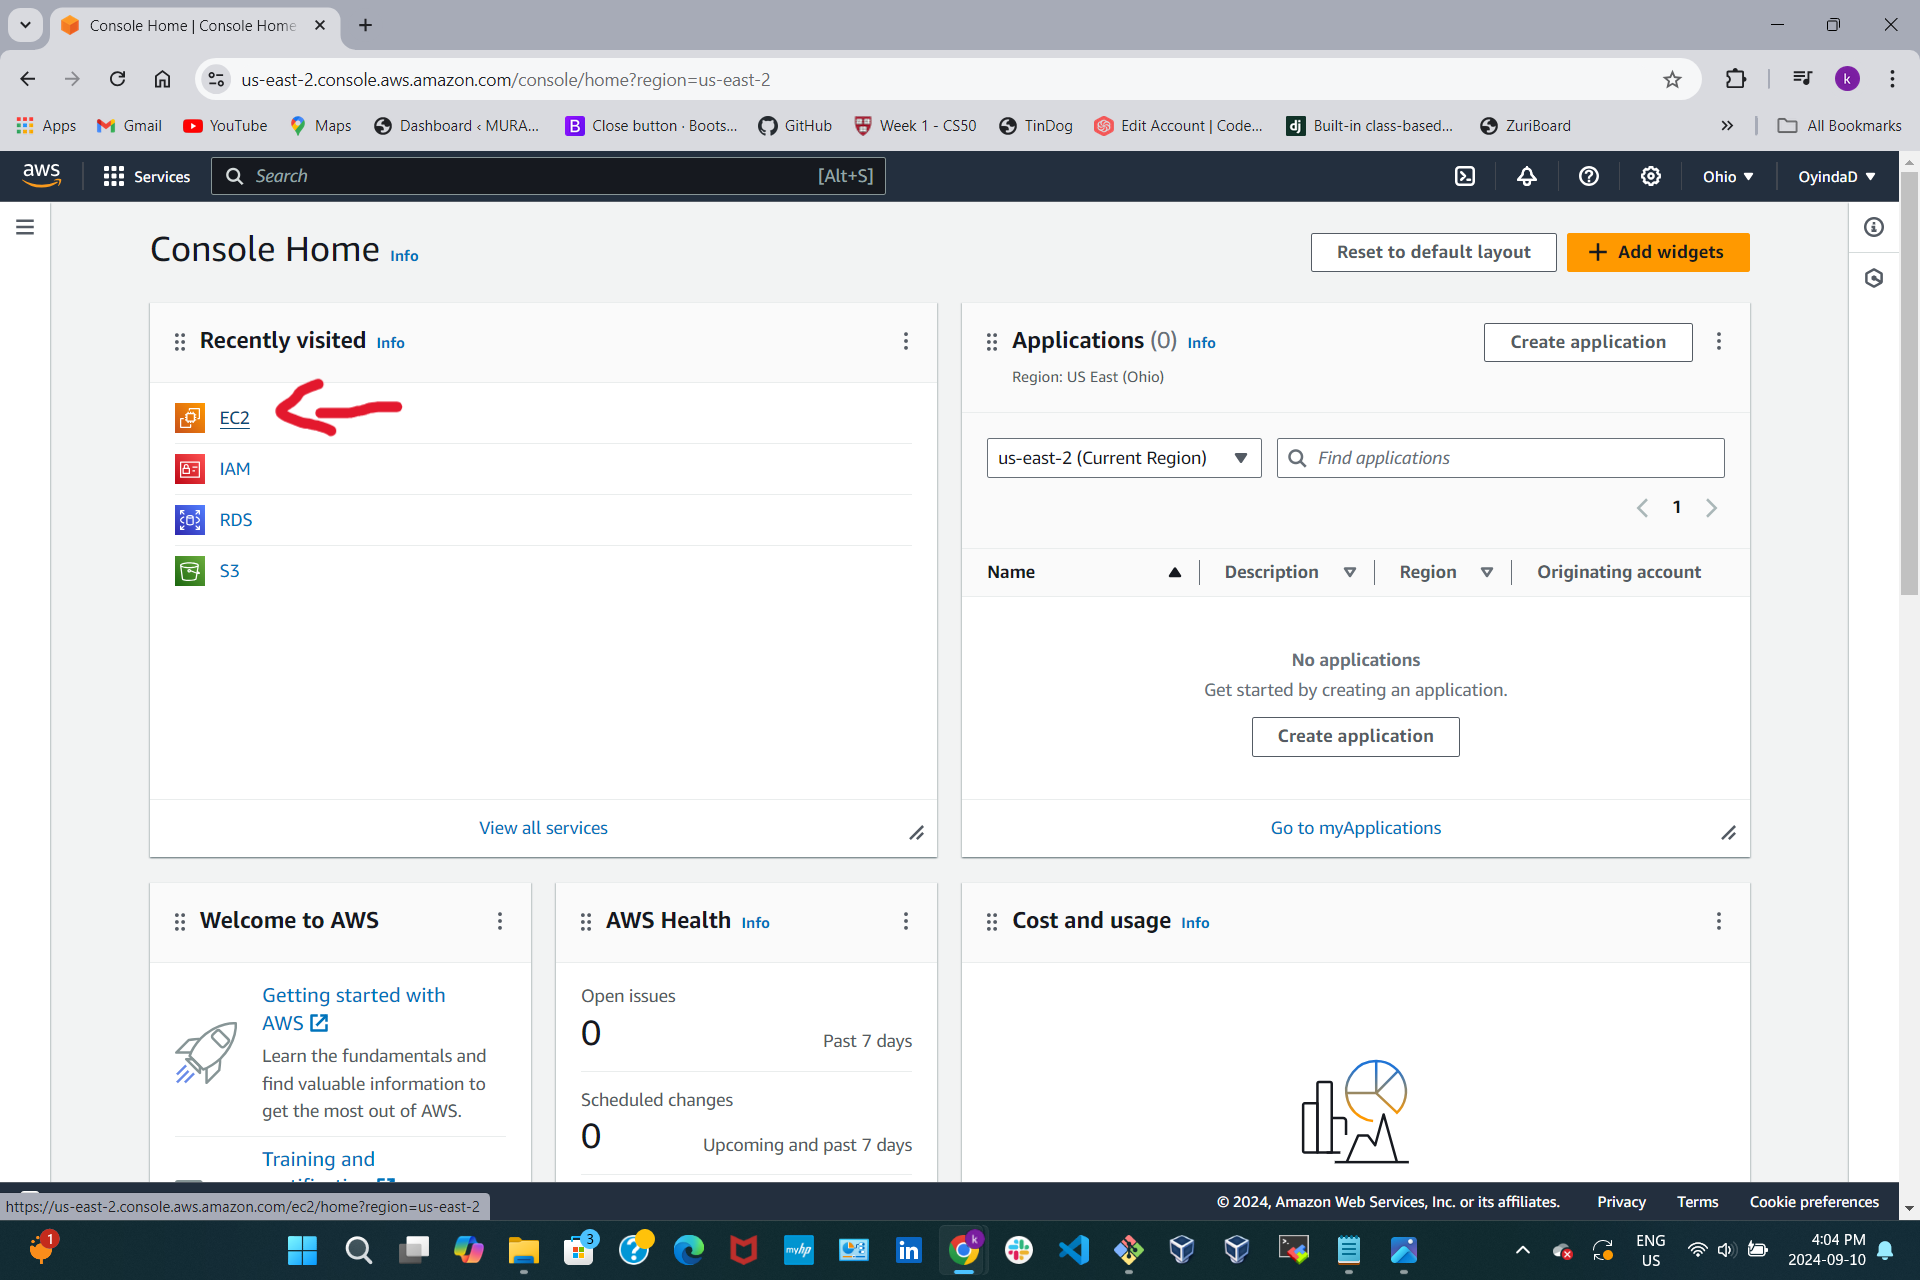 Console Home | Console Home
us-east-2.console.aws.amazon.com/console/home?region=us-east-2
k
Apps
Gmail
YouTube
Maps
Dashboard ‹ MURA...
B
Close button · Boots...
GitHub
Week 1 - CS50
TinDog
Edit Account | Code...
dj
Built-in class-based...
ZuriBoard
»
All Bookmarks
aws
Services
Search
[Alt+S]
Ohio
OyindaD
Console Home Info
Reset to default layout
Add widgets
Recently visited Info
EC2
IAM
RDS
S3
View all services
Applications (0) Info
Region: US East (Ohio)
Create application
us-east-2 (Current Region)
Find applications
1
Name
Description
Region
Originating account
No applications
Get started by creating an application.
Create application
Go to myApplications
Welcome to AWS
Getting started with
AWS
Learn the fundamentals and
find valuable information to
get the most out of AWS.
Training and
AWS Health Info
Open issues
0
Past 7 days
Scheduled changes
0
Upcoming and past 7 days
Cost and usage Info
https://us-east-2.console.aws.amazon.com/ec2/home?region=us-east-2
© 2024, Amazon Web Services, Inc. or its affiliates.
Privacy
Terms
Cookie preferences
1
3
?
myhp
in
k
ENG
US
4:04 PM
2024-09-10